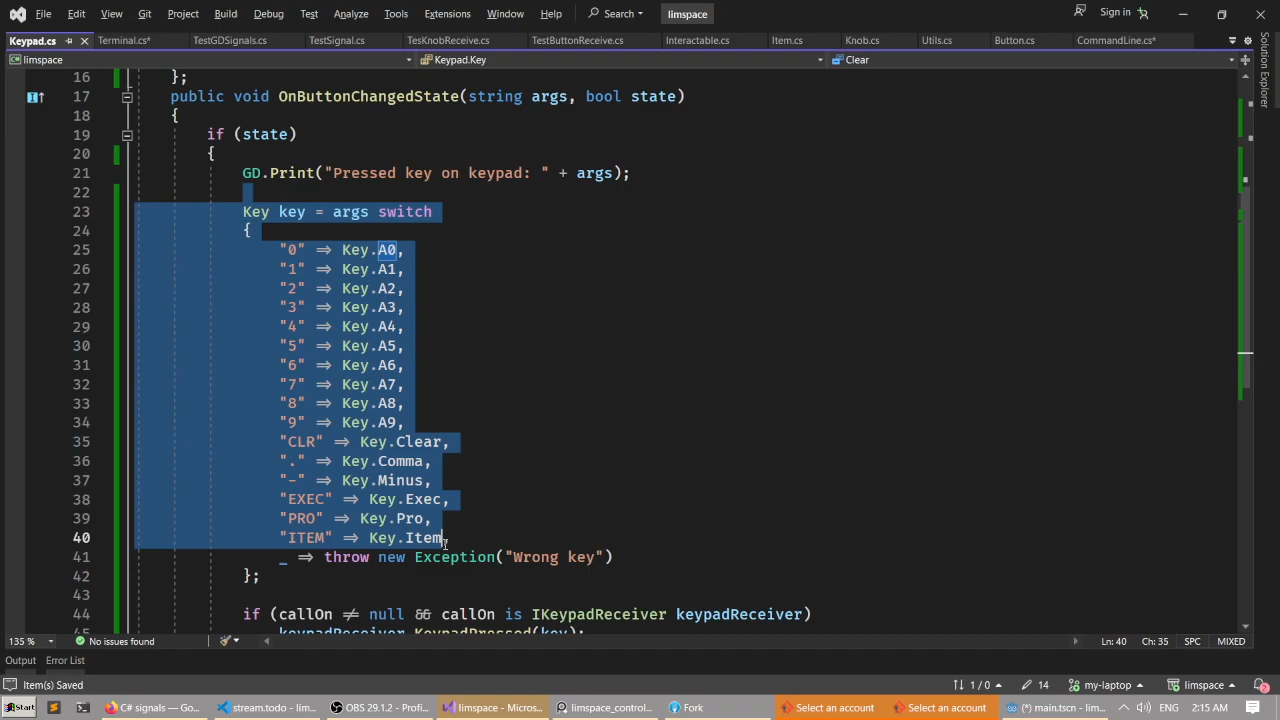 File Edit View Git Project Build Debug Test Analyze Tools Extensions Window Help Search limspace Sign in
Keypad.cs Terminal.cs* TestGDSignals.cs TestSignal.cs TesKnobReceive.cs TestButtonReceive.cs Interactable.cs Item.cs Knob.cs Utils.cs Button.cs CommandLine.cs*
limspace Keypad.Key Clear
16 };
17 public void OnButtonChangedState(string args, bool state)
18 {
19 if (state)
20 {
21 GD.Print("Pressed key on keypad: " + args);
22
23 Key key = args switch
24 {
25 "0" => Key.A0,
26 "1" => Key.A1,
27 "2" => Key.A2,
28 "3" => Key.A3,
29 "4" => Key.A4,
30 "5" => Key.A5,
31 "6" => Key.A6,
32 "7" => Key.A7,
33 "8" => Key.A8,
34 "9" => Key.A9,
35 "CLR" => Key.Clear,
36 "." => Key.Comma,
37 "-" => Key.Minus,
38 "EXEC" => Key.Exec,
39 "PRO" => Key.Pro,
40 "ITEM" => Key.Item,
41 _ => throw new Exception("Wrong key")
42 };
43
44 if (callOn != null && callOn is IKeypadReceiver keypadReceiver)
45 keypadReceiver.KeypadPressed(key);
135 % No issues found Ln: 40 Ch: 35 SPC MIXED
Output Error List
Item(s) Saved 1 / 0 14 my-laptop limspace 2
Start C# signals — Go... stream.todo - lim... OBS 29.1.2 - Profi... limspace - Micros... limspace_control... Fork Select an account Select an account (*) main.tscn - lim... ENG 2:15 AM
Solution Explorer